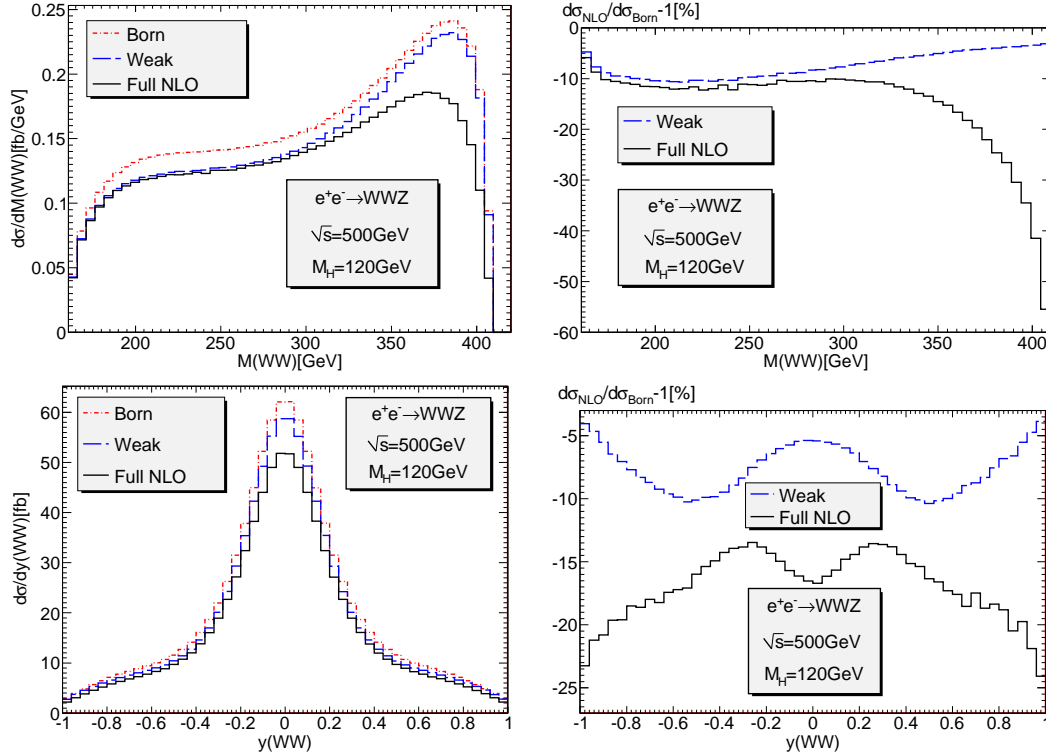 dσ/dM(WW)[fb/GeV]
0.25
0.2
0.15
0.1
0.05
0
Born
Weak
Full NLO
e⁺e⁻→WWZ
√s=500GeV
M_H=120GeV
200 250 300 350 400
M(WW)[GeV]
dσ_NLO/dσ_Born-1[%]
0
-10
-20
-30
-40
-50
-60
Weak
Full NLO
e⁺e⁻→WWZ
√s=500GeV
M_H=120GeV
200 250 300 350 400
M(WW)[GeV]
dσ/dy(WW)[fb]
60
50
40
30
20
10
0
Born
Weak
Full NLO
e⁺e⁻→WWZ
√s=500GeV
M_H=120GeV
-1 -0.8 -0.6 -0.4 -0.2 0 0.2 0.4 0.6 0.8 1
y(WW)
dσ_NLO/dσ_Born-1[%]
-5
-10
-15
-20
-25
Weak
Full NLO
e⁺e⁻→WWZ
√s=500GeV
M_H=120GeV
-1 -0.8 -0.6 -0.4 -0.2 0 0.2 0.4 0.6 0.8 1
y(WW)